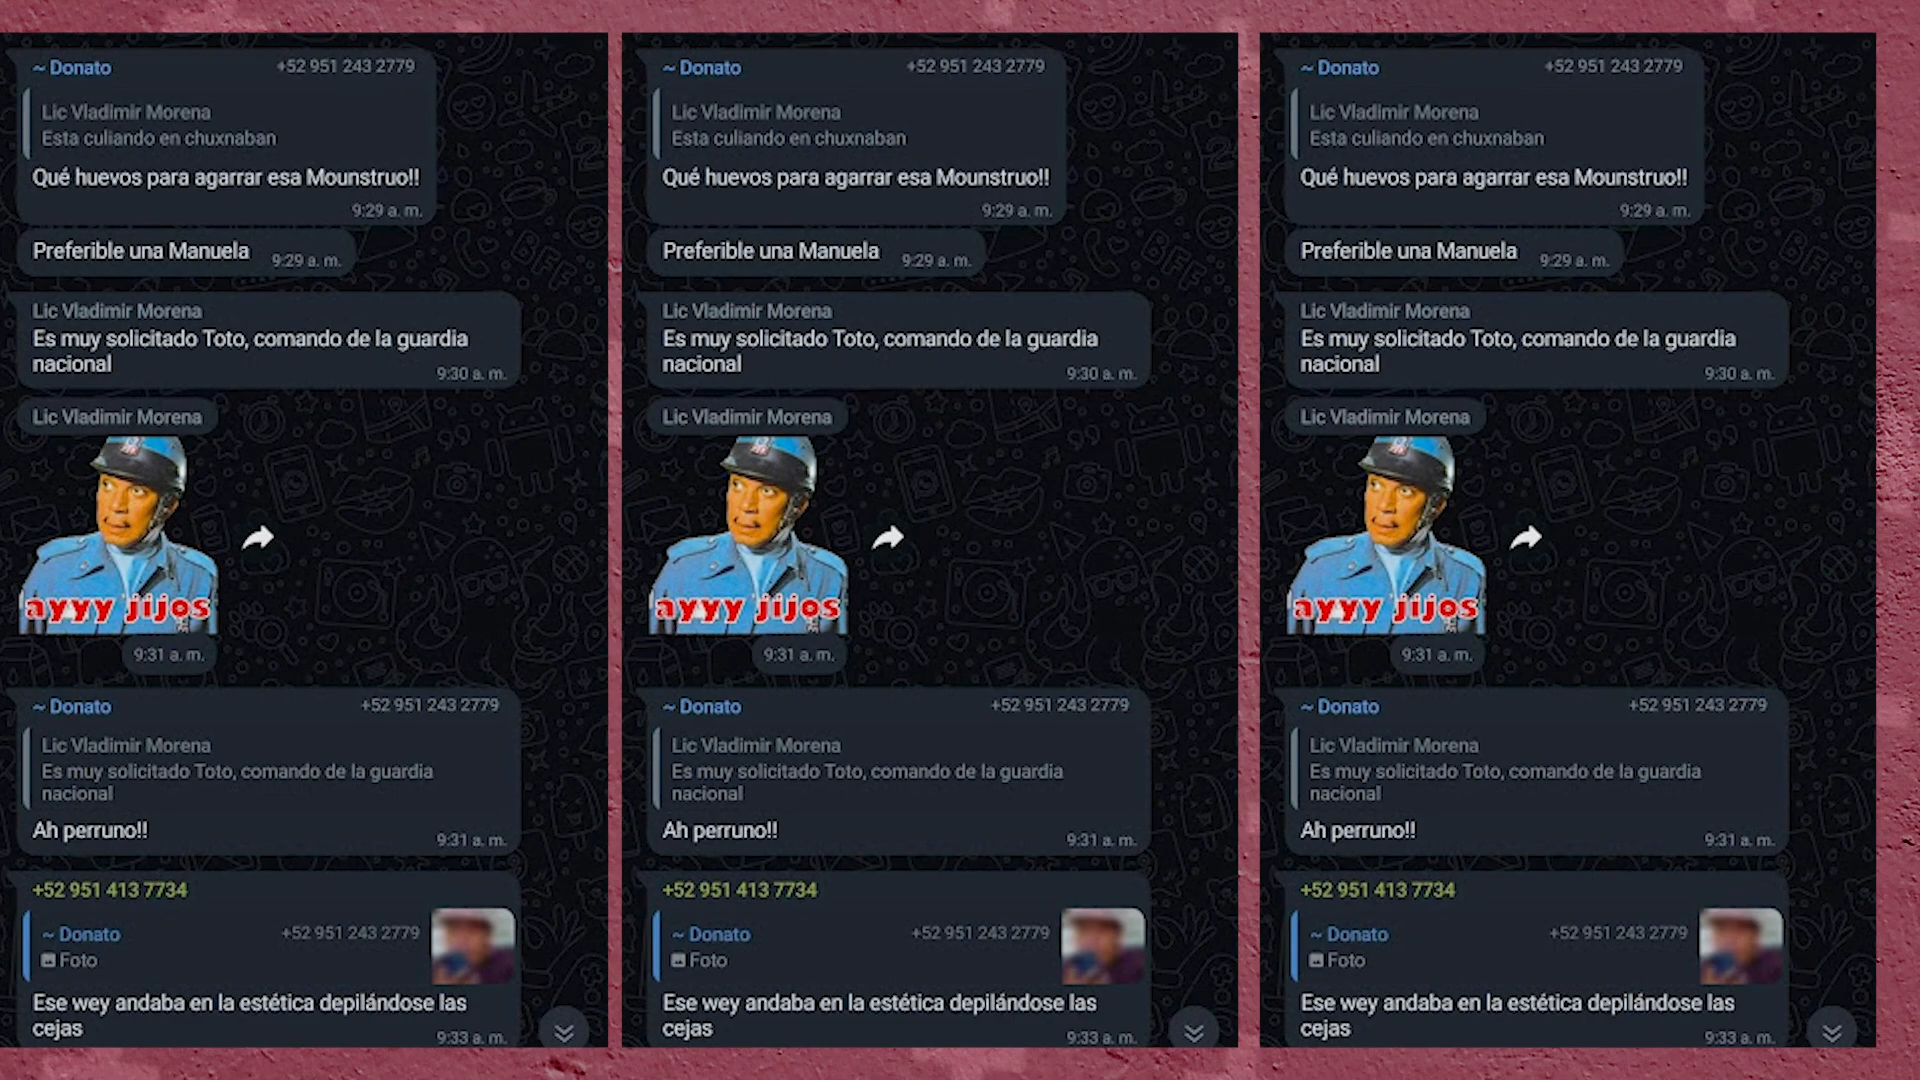 ~ Donato +52 951 243 2779
Lic Vladimir Morena
Esta culiando en chuxnaban
Qué huevos para agarrar esa Mounstruo!!
9:29 a. m.
Preferible una Manuela 9:29 a. m.
Lic Vladimir Morena
Es muy solicitado Toto, comando de la guardia
nacional 9:30 a. m.
Lic Vladimir Morena
ayyy jijos
9:31 a. m.
~ Donato +52 951 243 2779
Lic Vladimir Morena
Es muy solicitado Toto, comando de la guardia
nacional
Ah perruno!!
9:31 a. m.
+52 951 413 7734
~ Donato +52 951 243 2779
Foto
Ese wey andaba en la estética depilándose las
cejas 9:33 a. m.
~ Donato +52 951 243 2779
Lic Vladimir Morena
Esta culiando en chuxnaban
Qué huevos para agarrar esa Mounstruo!!
9:29 a. m.
Preferible una Manuela 9:29 a. m.
Lic Vladimir Morena
Es muy solicitado Toto, comando de la guardia
nacional 9:30 a. m.
Lic Vladimir Morena
ayyy jijos
9:31 a. m.
~ Donato +52 951 243 2779
Lic Vladimir Morena
Es muy solicitado Toto, comando de la guardia
nacional
Ah perruno!!
9:31 a. m.
+52 951 413 7734
~ Donato +52 951 243 2779
Foto
Ese wey andaba en la estética depilándose las
cejas 9:33 a. m.
~ Donato +52 951 243 2779
Lic Vladimir Morena
Esta culiando en chuxnaban
Qué huevos para agarrar esa Mounstruo!!
9:29 a. m.
Preferible una Manuela 9:29 a. m.
Lic Vladimir Morena
Es muy solicitado Toto, comando de la guardia
nacional 9:30 a. m.
Lic Vladimir Morena
ayyy jijos
9:31 a. m.
~ Donato +52 951 243 2779
Lic Vladimir Morena
Es muy solicitado Toto, comando de la guardia
nacional
Ah perruno!!
9:31 a. m.
+52 951 413 7734
~ Donato +52 951 243 2779
Foto
Ese wey andaba en la estética depilándose las
cejas 9:33 a. m.